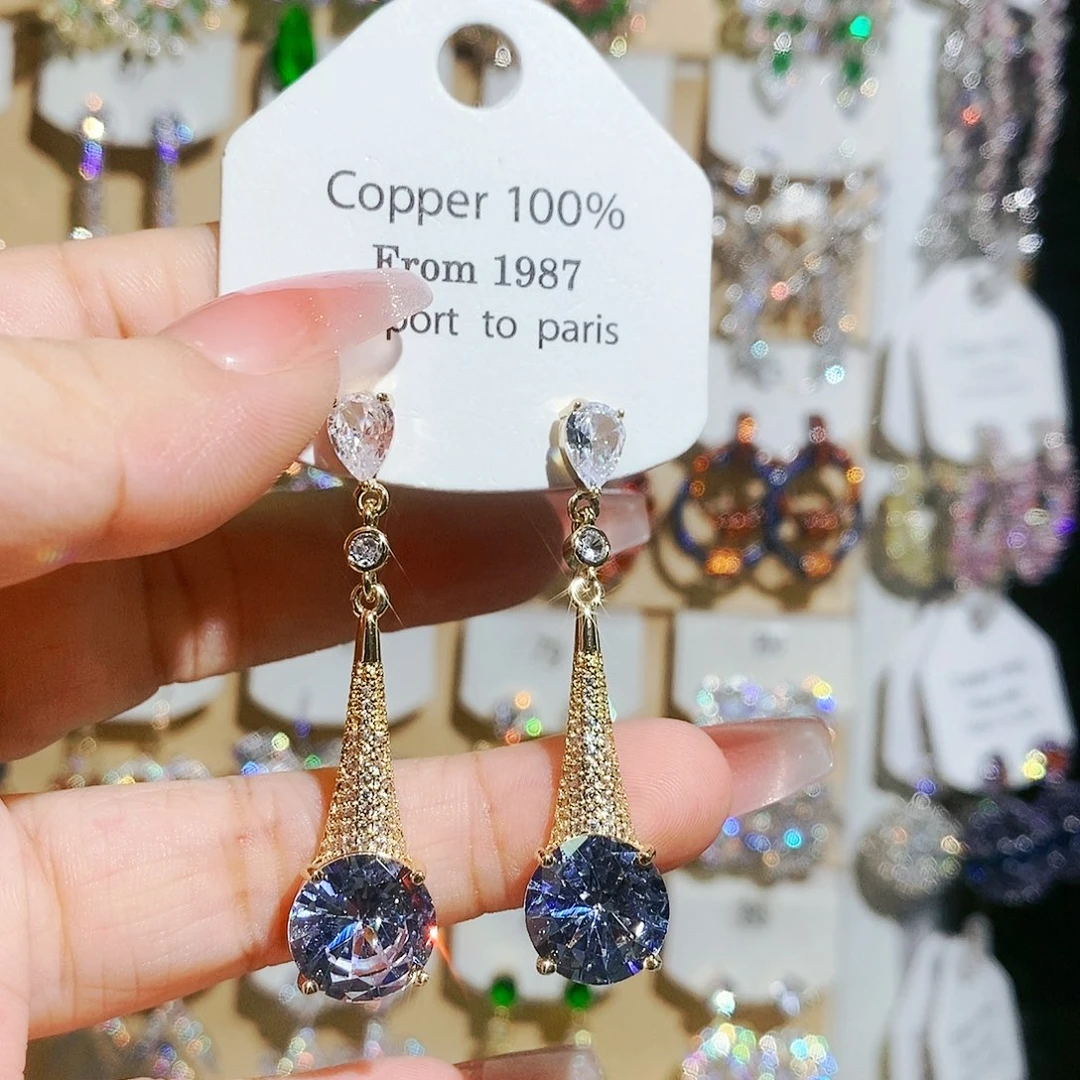 Copper 100%
From 1987
port to paris